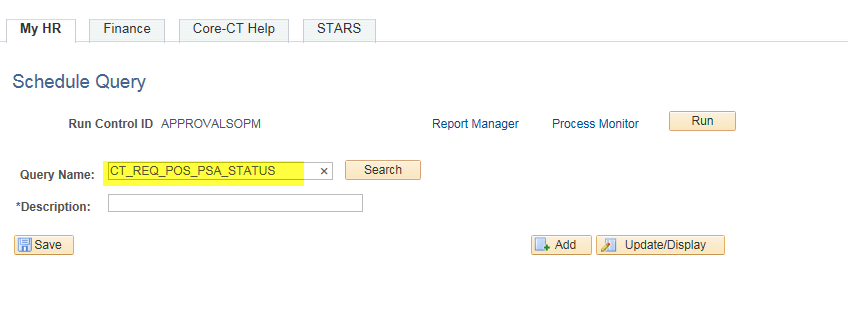 My HR Finance Core-CT Help STARS
Schedule Query
Run Control ID APPROVALSOPM Report Manager Process Monitor Run
Query Name: CT_REQ_POS_PSA_STATUS × Search
*Description:
Save Add Update/Display